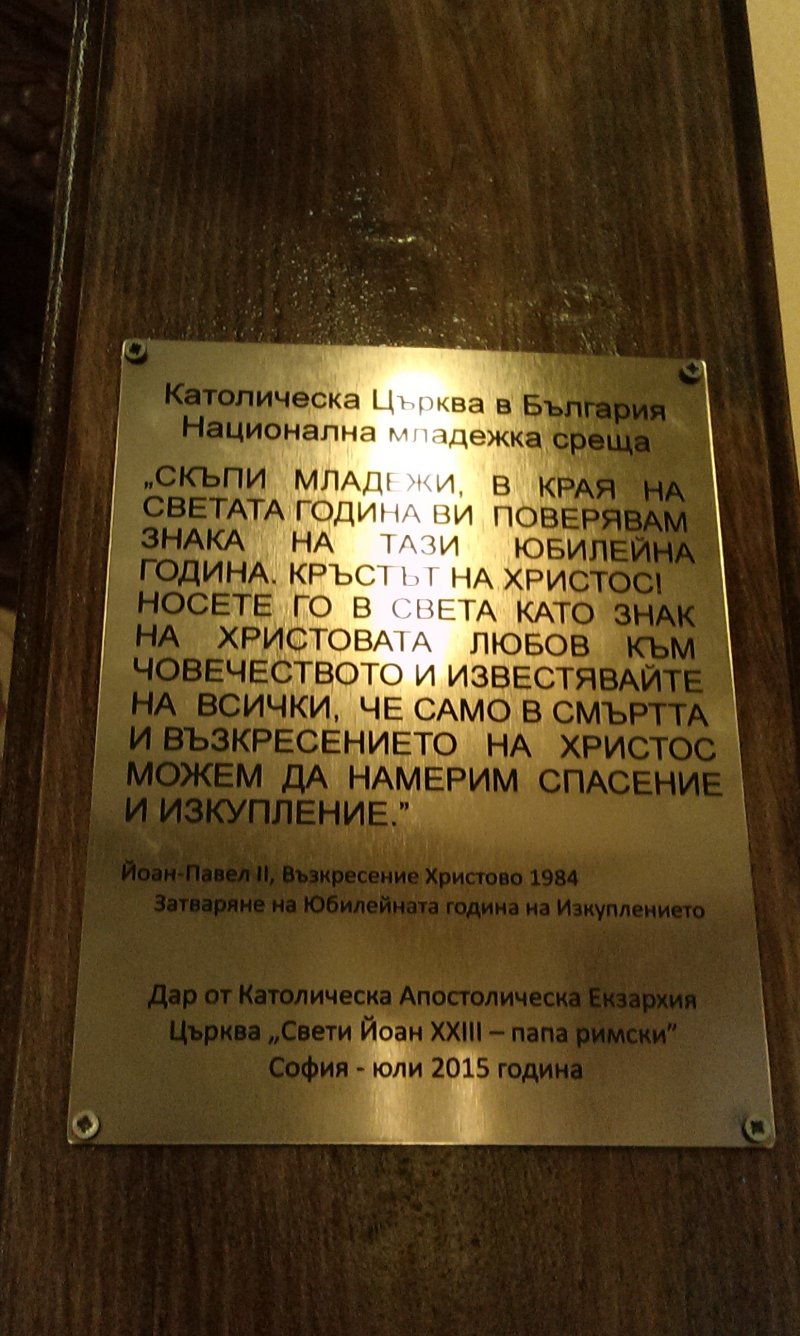 Католическа Църква в България
Национална младежка среща
„СКЪПИ МЛАДЕЖИ, В КРАЯ НА
СВЕТАТА ГОДИНА ВИ ПОВЕРЯВАМ
ЗНАКА НА ТАЗИ ЮБИЛЕЙНА
ГОДИНА. КРЪСТЪТ НА ХРИСТОС!
НОСЕТЕ ГО В СВЕТА КАТО ЗНАК
НА ХРИСТОВАТА ЛЮБОВ КЪМ
ЧОВЕЧЕСТВОТО И ИЗВЕСТЯВАЙТЕ
НА ВСИЧКИ, ЧЕ САМО В СМЪРТТА
И ВЪЗКРЕСЕНИЕТО НА ХРИСТОС
МОЖЕМ ДА НАМЕРИМ СПАСЕНИЕ
И ИЗКУПЛЕНИЕ.”
Йоан-Павел II, Възкресение Христово 1984
Затваряне на Юбилейната година на Изкуплението
Дар от Католическа Апостолическа Екзархия
Църква „Свети Йоан XXIII – папа римски”
София - юли 2015 година